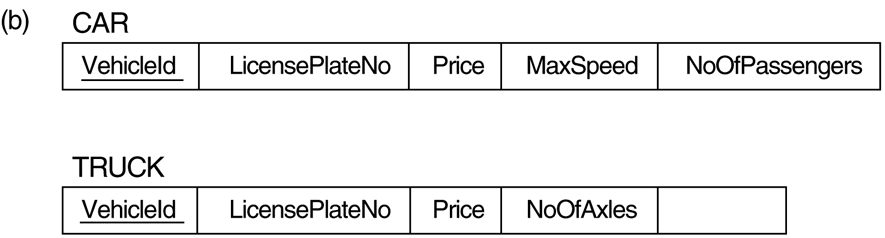 (b) CAR
VehicleId LicensePlateNo Price MaxSpeed NoOfPassengers
TRUCK
VehicleId LicensePlateNo Price NoOfAxles